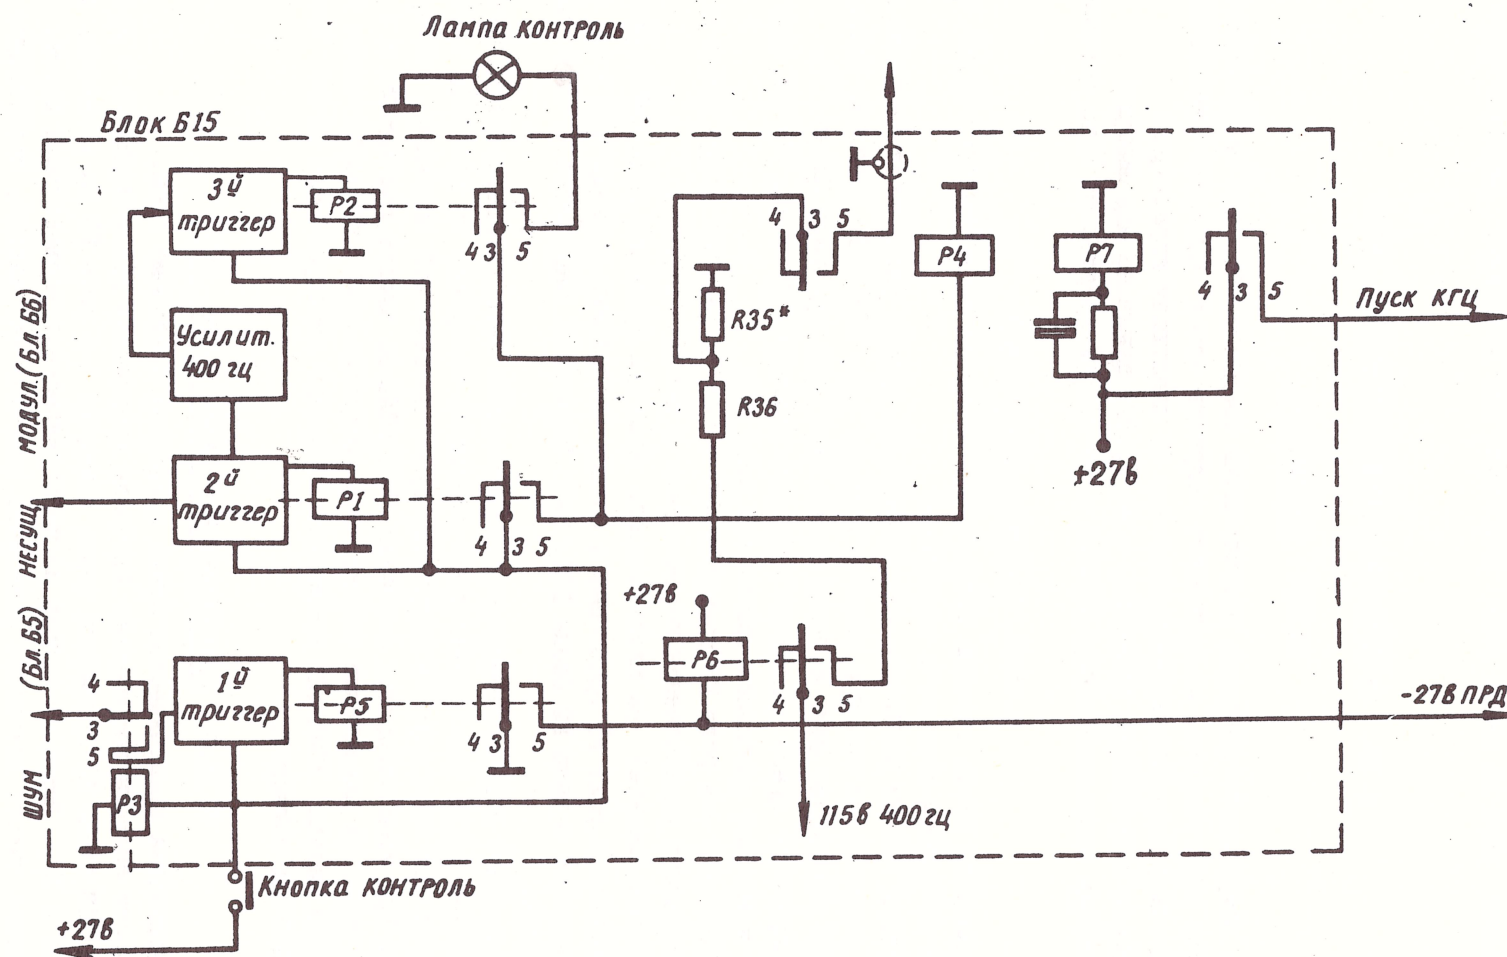 Лампа контроль
Блок Б15
3й
триггер
Р2
4 3 5
4 3 5
Р4
Р7
4 3 5
Пуск кгц
R35*
Усилит.
400 гц
R36
+27в
МОДУЛ. (Бл. Б6)
2й
триггер
Р1
4 3 5
НЕСУЩ
(Бл. Б5)
+27в
Р6
4 3 5
-27в ПРД
4
3
5
1й
триггер
Р5
4 3 5
ШУМ
Р3
115в 400гц
Кнопка контроль
+27в